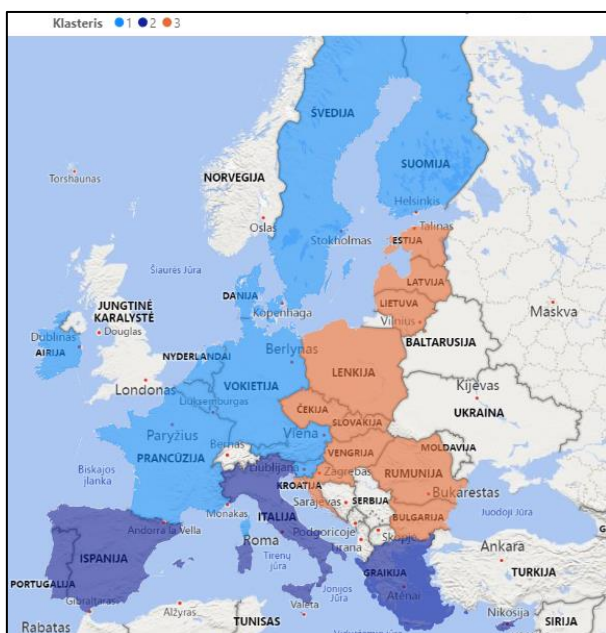 Klasteris 1 2 3
ŠVEDIJA
SUOMIJA
Torshaunas
NORVEGIJA
Helsinkis
Oslas
Talinas
Stokholmas
ESTIJA
Šiaurės Jūra
LATVIJA
DANIJA
LIETUVA
Kopenhaga
JUNGTINĖ
KARALYSTĖ
Maskva
Vilnius
Dublinas
Douglas
BALTARUSIJA
AIRIJA
NYDERLANDAI
Berlynas
LENKIJA
Londonas
VOKIETIJA
Kijevas
Liuksemburgas
ČEKIJA
UKRAINA
SLOVAKIJA
Paryžius
Viena
MOLDAVIJA
Bernas
VENGRIJA
PRANCŪZIJA
Liubliana
Zagrebas
RUMUNIJA
Biskajos
įlanka
KROATIJA
SERBIJA
Bukareštas
Sarajevas
Monakas
ITALIJA
BULGARIJA
Juodoji Jūra
Andorra la Vella
Podgoricoje
Skopje
Roma
Tirana
ISPANIJA
Tirėnų
jūra
Ankara
GRAIKIJA
TURKIJA
PORTUGALIJA
Jonijos
Jūra
Atėnai
Gibraltaras
Alžyras
Valeta
Nikosija
Rabatas
TUNISAS
SIRIJA